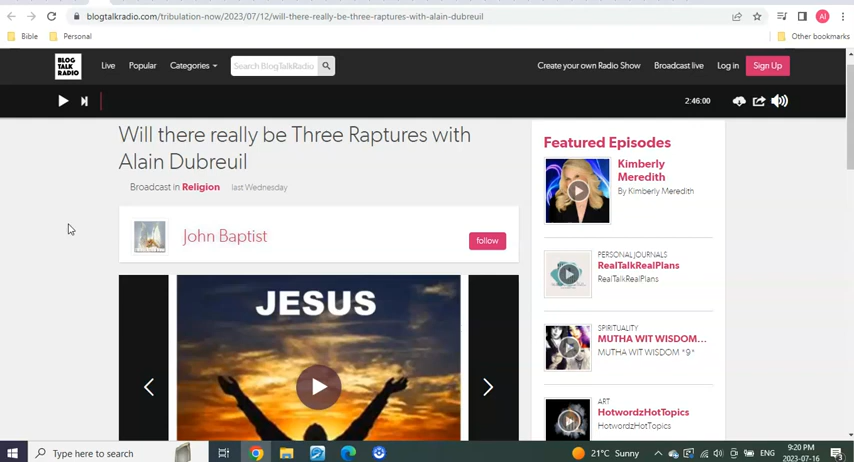 blogtalkradio.com/tribulation-now/2023/07/12/will-there-really-be-three-raptures-with-alain-dubreuil
AI
Bible
Personal
Other bookmarks
BLOG
TALK
RADIO
Live
Popular
Categories
Search BlogTalkRadio
Create your own Radio Show
Broadcast live
Log in
Sign Up
2:46:00
Will there really be Three Raptures with
Alain Dubreuil
Broadcast in Religion last Wednesday
John Baptist
follow
JESUS
Featured Episodes
Kimberly
Meredith
By Kimberly Meredith
PERSONAL JOURNALS
RealTalkRealPlans
RealTalkRealPlans
SPIRITUALITY
MUTHA WIT WISDOM...
MUTHA WIT WISDOM *9*
ART
HotwordzHotTopics
HotwordzHotTopics
Type here to search
21°C Sunny
ENG
9:20 PM
2023-07-16
3